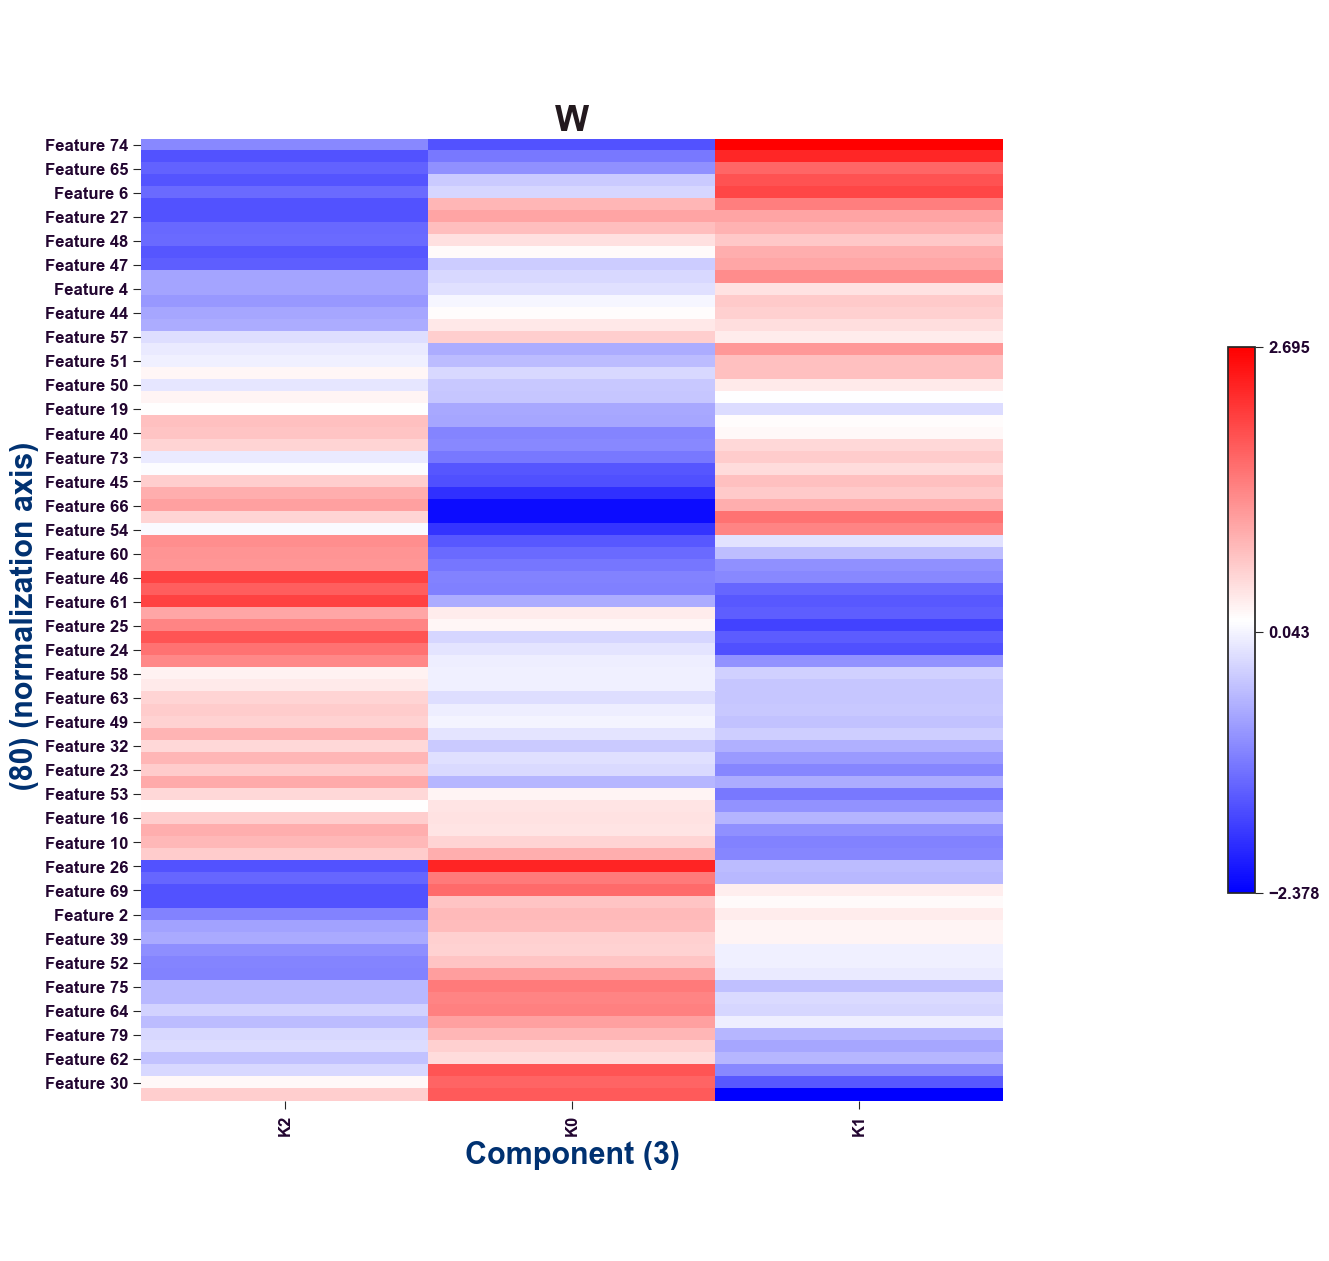 W
Feature 74
Feature 65
Feature 6
Feature 27
Feature 48
Feature 47
Feature 4
Feature 44
Feature 57
Feature 51
Feature 50
Feature 19
Feature 40
Feature 73
Feature 45
Feature 66
Feature 54
Feature 60
Feature 46
Feature 61
Feature 25
Feature 24
Feature 58
Feature 63
Feature 49
Feature 32
Feature 23
Feature 53
Feature 16
Feature 10
Feature 26
Feature 69
Feature 2
Feature 39
Feature 52
Feature 75
Feature 64
Feature 79
Feature 62
Feature 30
(80) (normalization axis)
K2
K0
K1
Component (3)
2.695
0.043
−2.378